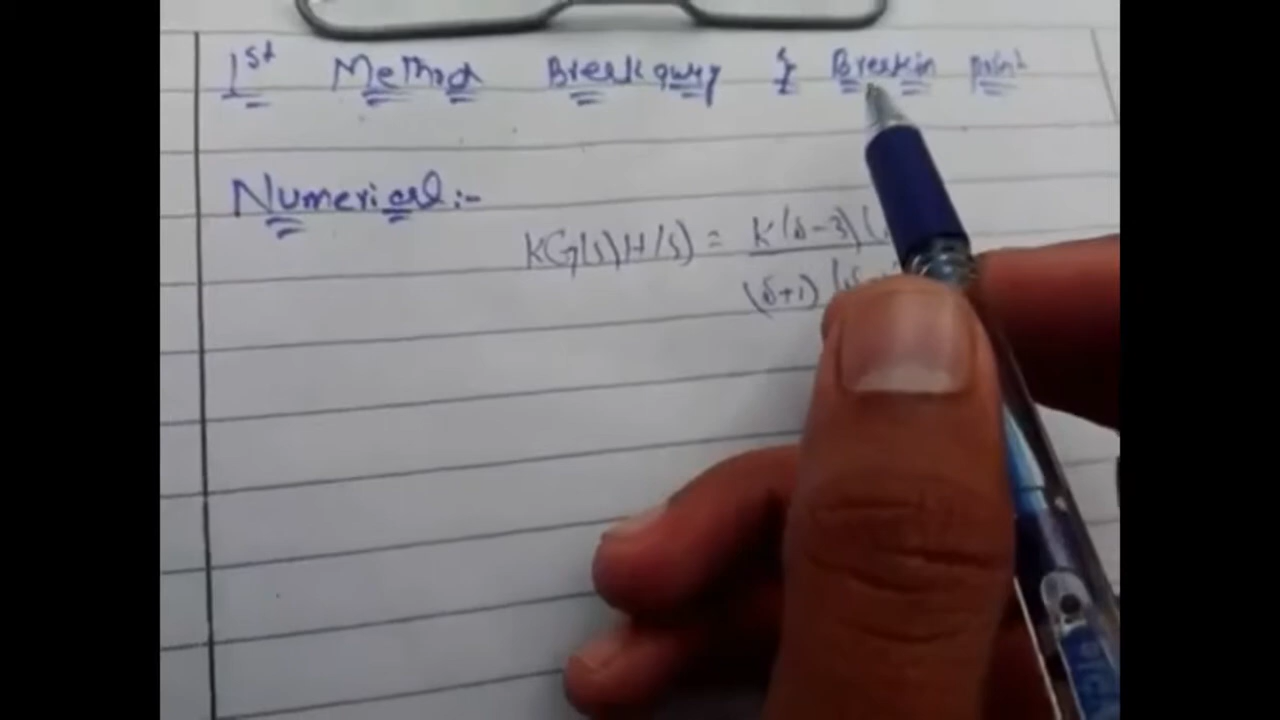 1st Method Breakaway & Breakin point
Numerical :-
KG(s)H(s) = K(s-3)(
(s+1)(s